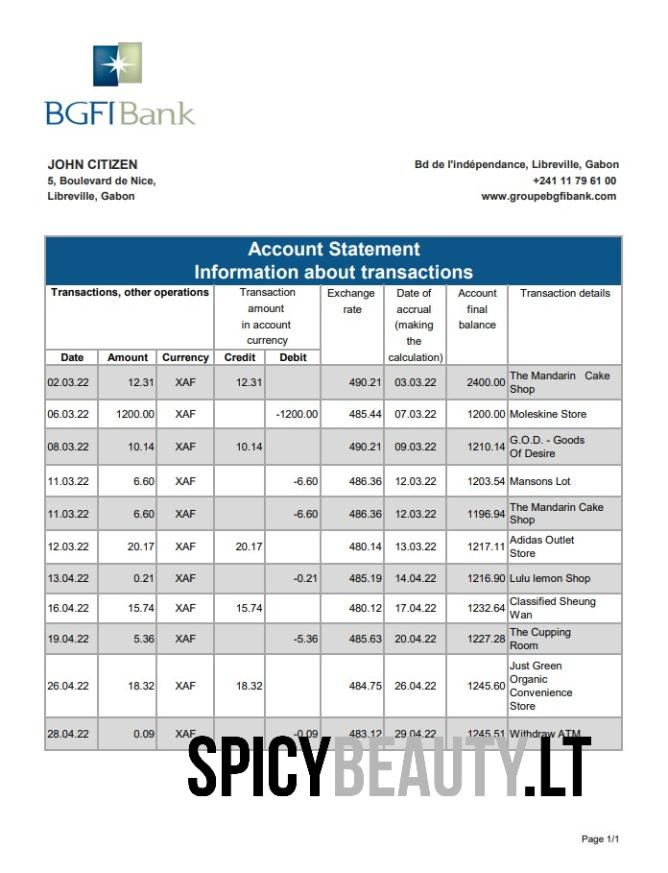 BGFIBank
JOHN CITIZEN
5, Boulevard de Nice,
Libreville, Gabon
Bd de l'indépendance, Libreville, Gabon
+241 11 79 61 00
www.groupebgfibank.com
Account Statement
Information about transactions
Transactions, other operations
Transaction
amount
in account
currency
Exchange
rate
Date of
accrual
(making
the
calculation)
Account
final
balance
Transaction details
Date Amount Currency Credit Debit
02.03.22 12.31 XAF 12.31 490.21 03.03.22 2400.00 The Mandarin Cake
Shop
06.03.22 1200.00 XAF -1200.00 485.44 07.03.22 1200.00 Moleskine Store
08.03.22 10.14 XAF 10.14 490.21 09.03.22 1210.14 G.O.D. - Goods
Of Desire
11.03.22 6.60 XAF -6.60 486.36 12.03.22 1203.54 Mansons Lot
11.03.22 6.60 XAF -6.60 486.36 12.03.22 1196.94 The Mandarin Cake
Shop
12.03.22 20.17 XAF 20.17 480.14 13.03.22 1217.11 Adidas Outlet
Store
13.04.22 0.21 XAF -0.21 485.19 14.04.22 1216.90 Lulu lemon Shop
16.04.22 15.74 XAF 15.74 480.12 17.04.22 1232.64 Classified Sheung
Wan
19.04.22 5.36 XAF -5.36 485.63 20.04.22 1227.28 The Cupping
Room
26.04.22 18.32 XAF 18.32 484.75 26.04.22 1245.60 Just Green
Organic
Convenience
Store
28.04.22 0.09 XAF -0.09 483.12 29.04.22 1245.51 Withdraw ATM
SPICYBEAUTY.LT
Page 1/1